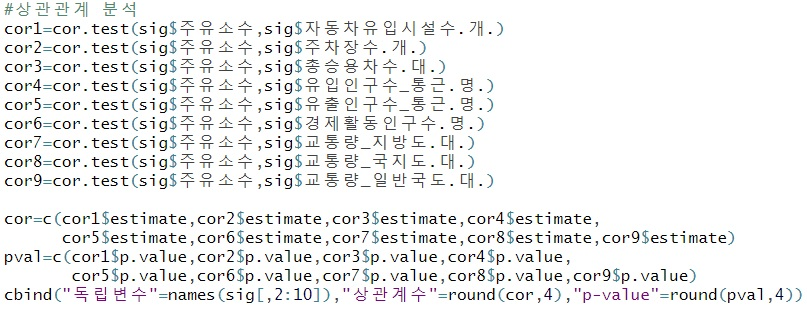 #상관관계 분석
cor1=cor.test(sig$주유소수,sig$자동차유입시설수.개.)
cor2=cor.test(sig$주유소수,sig$주차장수.개.)
cor3=cor.test(sig$주유소수,sig$총승용차수.대.)
cor4=cor.test(sig$주유소수,sig$유입인구수_통근.명.)
cor5=cor.test(sig$주유소수,sig$유출인구수_통근.명.)
cor6=cor.test(sig$주유소수,sig$경제활동인구수.명.)
cor7=cor.test(sig$주유소수,sig$교통량_지방도.대.)
cor8=cor.test(sig$주유소수,sig$교통량_국지도.대.)
cor9=cor.test(sig$주유소수,sig$교통량_일반국도.대.)
cor=c(cor1$estimate,cor2$estimate,cor3$estimate,cor4$estimate,
cor5$estimate,cor6$estimate,cor7$estimate,cor8$estimate,cor9$estimate)
pval=c(cor1$p.value,cor2$p.value,cor3$p.value,cor4$p.value,
cor5$p.value,cor6$p.value,cor7$p.value,cor8$p.value,cor9$p.value)
cbind("독립변수"=names(sig[,2:10]),"상관계수"=round(cor,4),"p-value"=round(pval,4))